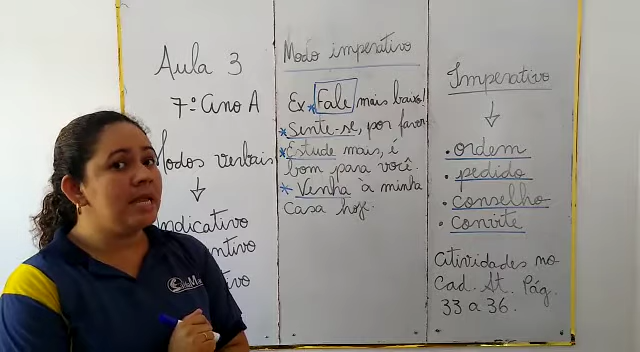 Aula 3
7º Ano A
Modos verbais
↓
Indicativo
Modo imperativo
Ex * Fale mais baixo!
* Sente-se, por favor
* Estude mais, é
bom para você.
* Venha à minha
casa hoje.
Imperativo
↓
• ordem
• pedido
• conselho
• convite
Atividades no
Cad. At. Pág.
33 a 36.